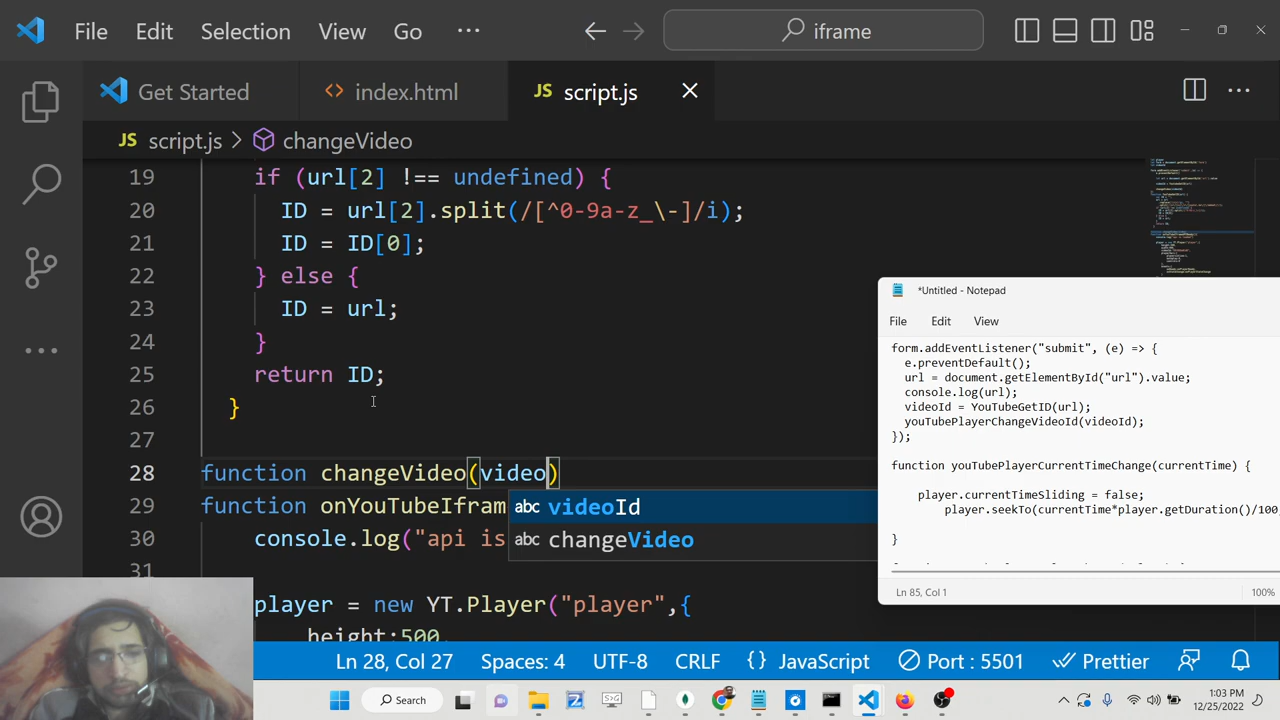 File Edit Selection View Go ··· iframe
Get Started index.html JS script.js
JS script.js > changeVideo
19 if (url[2] !== undefined) {
20 ID = url[2].split(/[^0-9a-z_\-]/i);
21 ID = ID[0];
22 } else {
23 ID = url;
24 }
25 return ID;
26 }
27
28 function changeVideo(video)
29 function onYouTubeIfram
abc videoId
30 console.log("api is
abc changeVideo
31
player = new YT.Player("player",{
height:500,
*Untitled - Notepad
File Edit View
form.addEventListener("submit", (e) => {
e.preventDefault();
url = document.getElementById("url").value;
console.log(url);
videoId = YouTubeGetID(url);
youTubePlayerChangeVideoId(videoId);
});
function youTubePlayerCurrentTimeChange(currentTime) {
player.currentTimeSliding = false;
player.seekTo(currentTime*player.getDuration()/100,
}
Ln 85, Col 1 100%
Ln 28, Col 27 Spaces: 4 UTF-8 CRLF {} JavaScript Port : 5501 Prettier
Search 1:03 PM
12/25/2022